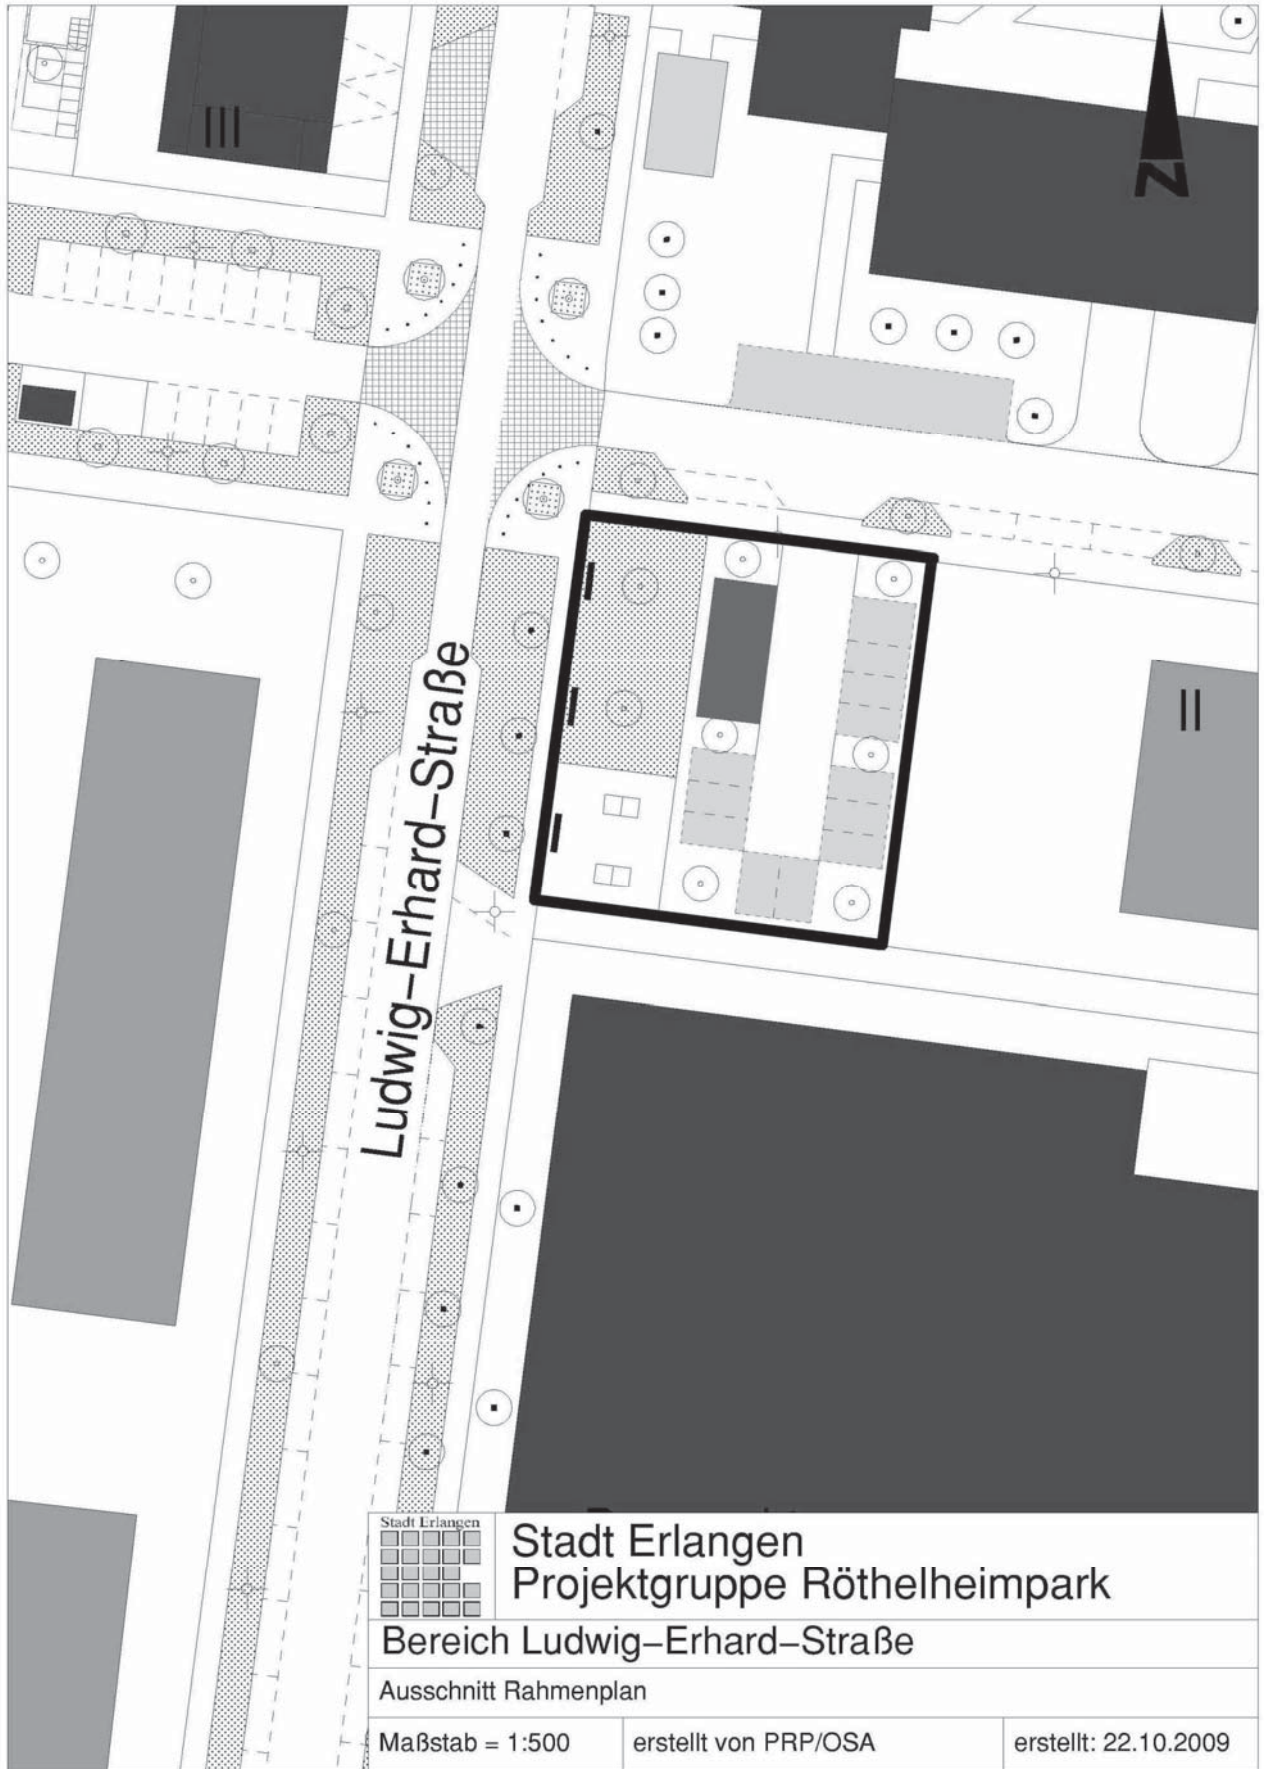 III
N
II
Ludwig–Erhard–Straße
Stadt Erlangen
Stadt Erlangen
Projektgruppe Röthelheimpark
Bereich Ludwig–Erhard–Straße
Ausschnitt Rahmenplan
Maßstab = 1:500
erstellt von PRP/OSA
erstellt: 22.10.2009